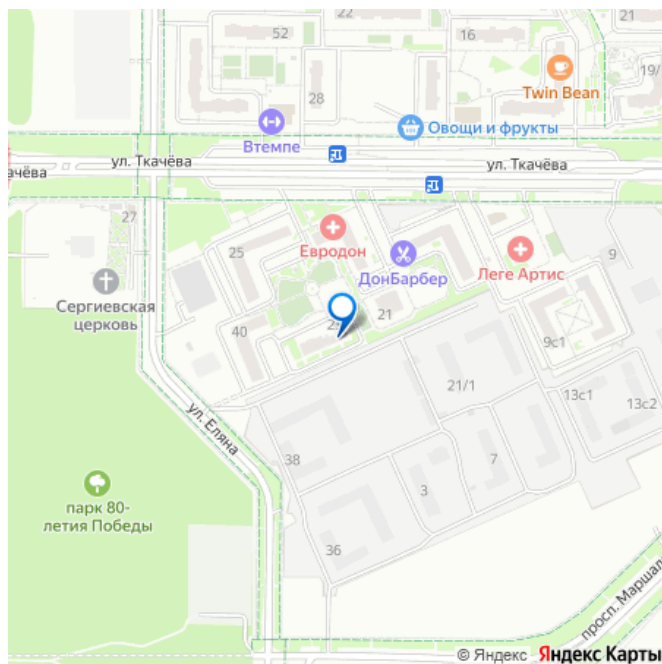 22
21
52
16
28
19/
Twin Bean
Втемпе
Овощи и фрукты
ул. Ткачёва
ул. Ткачёва
ачёва
27
25
Евродон
ДонБарбер
Леге Артис
9
Сергиевская
церковь
21
40
9с1
21/1
13с1
13с2
ул. Еляна
38
7
3
парк 80-
летия Победы
36
просп. Маршал
© Яндекс Яндекс Карты